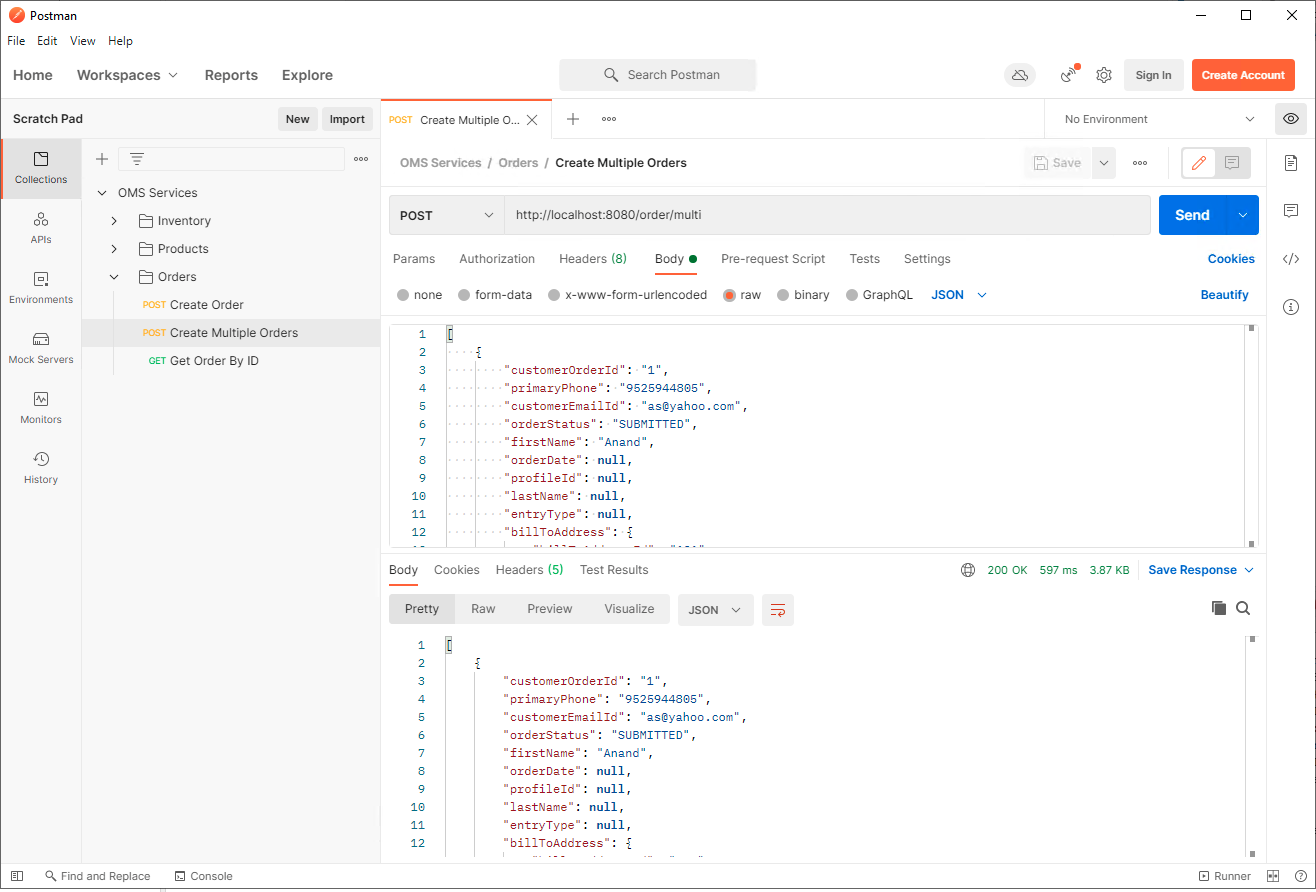 Postman
File Edit View Help
Home Workspaces Reports Explore Search Postman Sign In Create Account
Scratch Pad New Import POST Create Multiple O... No Environment
Collections
APIs
Environments
Mock Servers
Monitors
History
OMS Services
Inventory
Products
Orders
POST Create Order
POST Create Multiple Orders
GET Get Order By ID
OMS Services / Orders / Create Multiple Orders Save
POST http://localhost:8080/order/multi Send
Params Authorization Headers (8) Body Pre-request Script Tests Settings Cookies
none form-data x-www-form-urlencoded raw binary GraphQL JSON Beautify
1 [
2 {
3 "customerOrderId": "1",
4 "primaryPhone": "9525944805",
5 "customerEmailId": "as@yahoo.com",
6 "orderStatus": "SUBMITTED",
7 "firstName": "Anand",
8 "orderDate": null,
9 "profileId": null,
10 "lastName": null,
11 "entryType": null,
12 "billToAddress": {
Body Cookies Headers (5) Test Results 200 OK 597 ms 3.87 KB Save Response
Pretty Raw Preview Visualize JSON
1 [
2 {
3 "customerOrderId": "1",
4 "primaryPhone": "9525944805",
5 "customerEmailId": "as@yahoo.com",
6 "orderStatus": "SUBMITTED",
7 "firstName": "Anand",
8 "orderDate": null,
9 "profileId": null,
10 "lastName": null,
11 "entryType": null,
12 "billToAddress": {
Find and Replace Console Runner